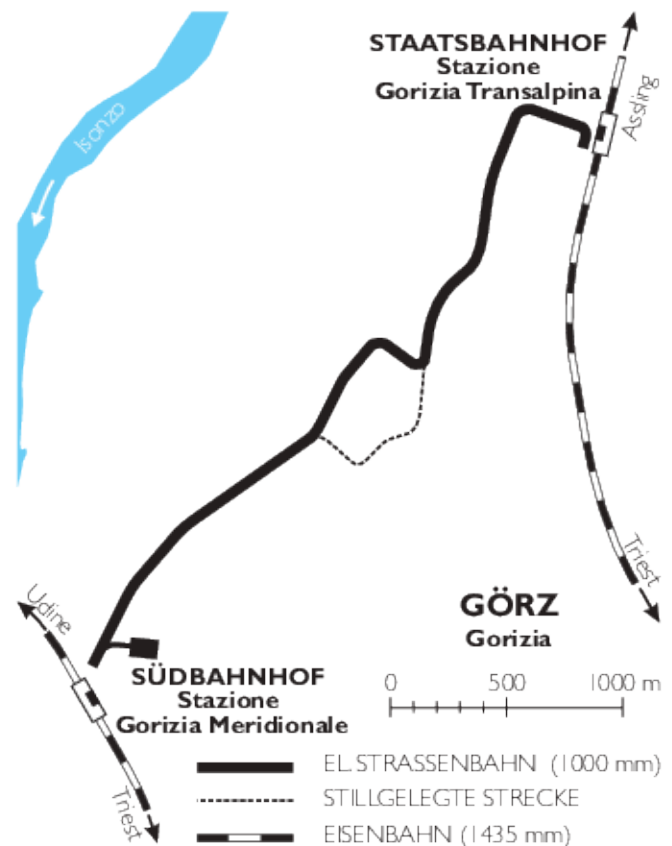 STAATSBAHNHOF
Stazione
Gorizia Transalpina
Assling
Isonzo
Triest
Udine
GÖRZ
Gorizia
SÜDBAHNHOF
Stazione
Gorizia Meridionale
0 500 1000 m
Triest
EL. STRASSENBAHN (1000 mm)
STILLGELEGTE STRECKE
EISENBAHN (1435 mm)